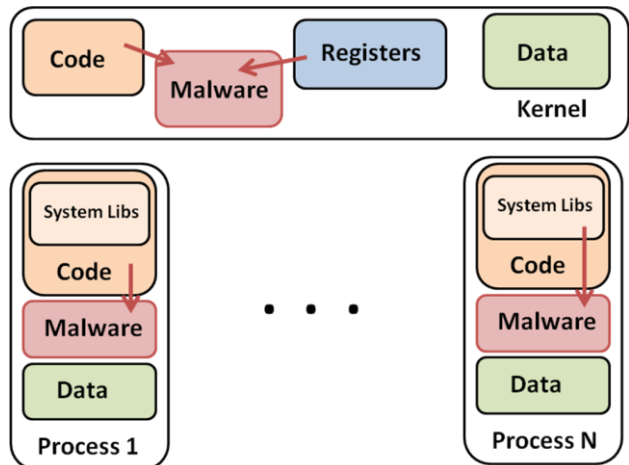 Code
Malware
Registers
Data
Kernel
System Libs
Code
Malware
Data
Process 1
. . .
System Libs
Code
Malware
Data
Process N